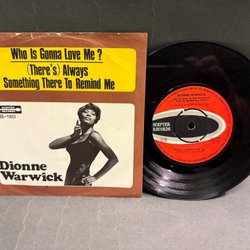 Who Is Gonna Love Me?
(There's) Always
Something There To Remind Me
Dionne
Warwick
DIONNE WARWICK
SCEPTER RECORDS